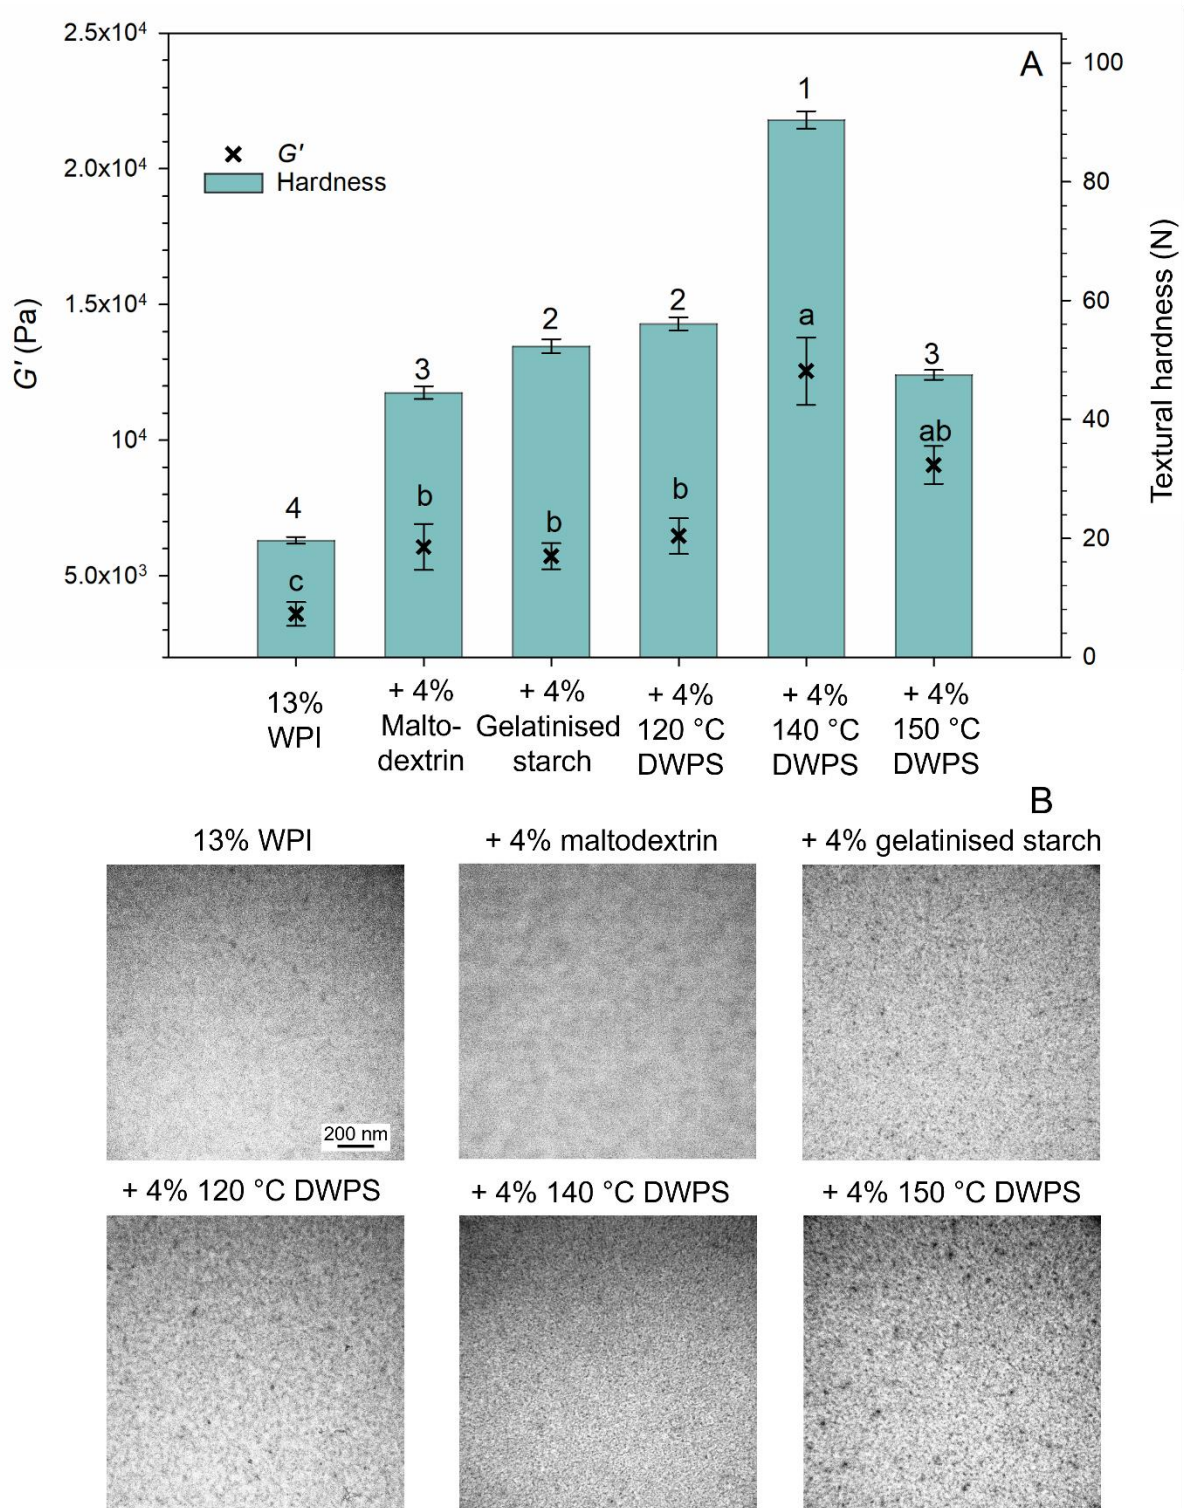 2.5x10⁴
2.0x10⁴
1.5x10⁴
10⁴
5.0x10³
G' (Pa)
A
G'
Hardness
100
80
60
40
20
0
Textural hardness (N)
4
3
2
2
1
3
c
b
b
b
a
ab
13%
WPI
+ 4%
Malto-
dextrin
+ 4%
Gelatinised
starch
+ 4%
120 °C
DWPS
+ 4%
140 °C
DWPS
+ 4%
150 °C
DWPS
B
13% WPI
+ 4% maltodextrin
+ 4% gelatinised starch
200 nm
+ 4% 120 °C DWPS
+ 4% 140 °C DWPS
+ 4% 150 °C DWPS